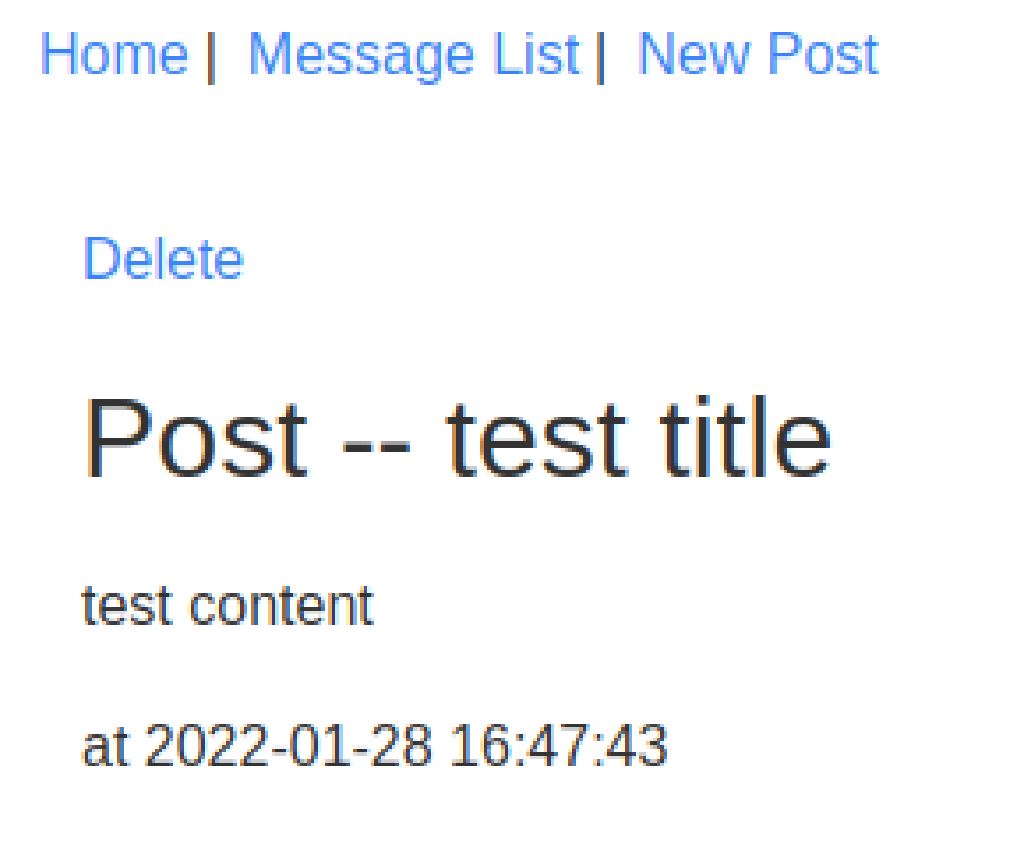 Home | Message List | New Post
Delete
Post -- test title
test content
at 2022-01-28 16:47:43